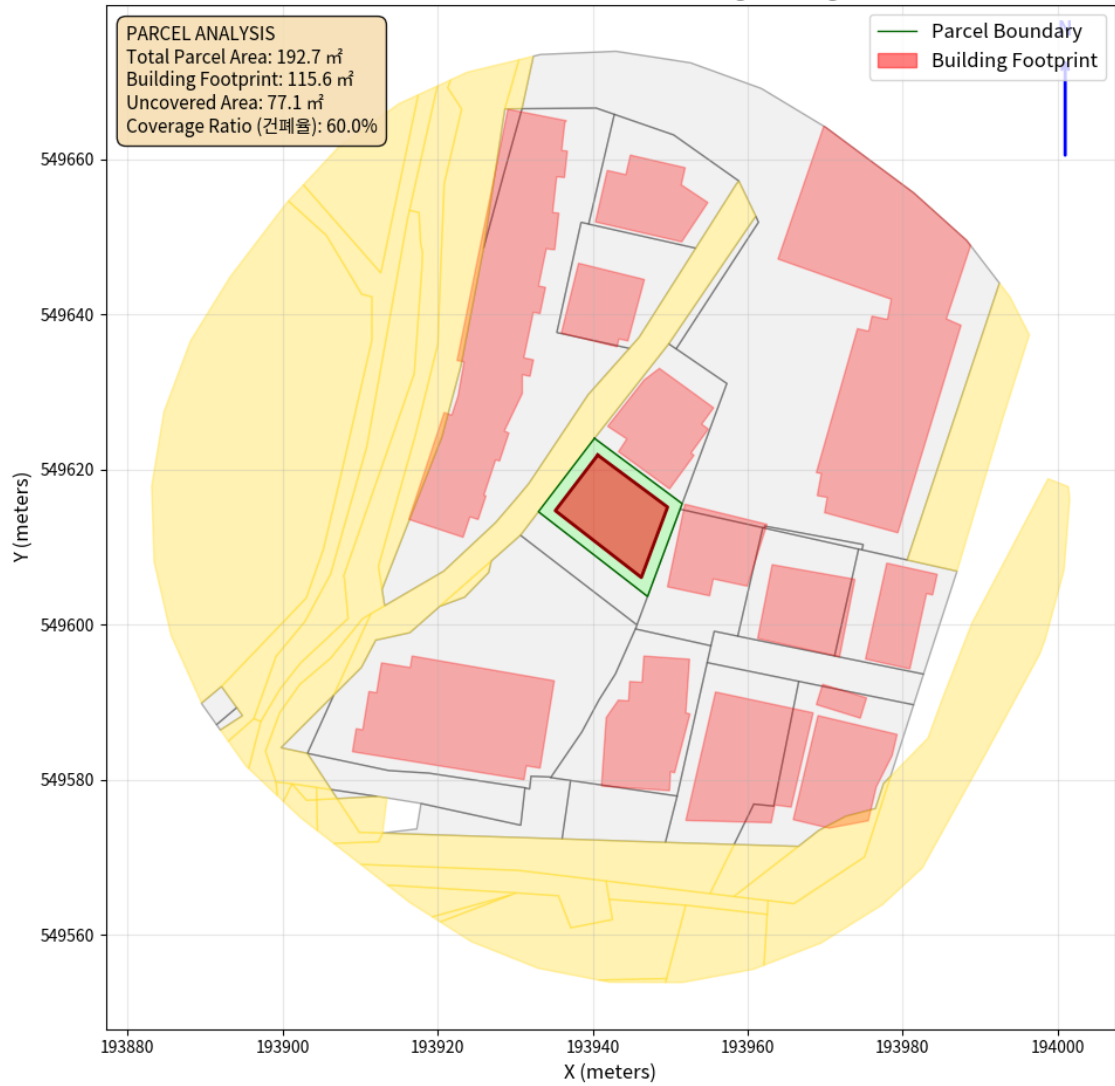 PARCEL ANALYSIS
Total Parcel Area: 192.7 ㎡
Building Footprint: 115.6 ㎡
Uncovered Area: 77.1 ㎡
Coverage Ratio (건폐율): 60.0%
Parcel Boundary
Building Footprint
N
549660
549640
549620
549600
549580
549560
Y (meters)
193880 193900 193920 193940 193960 193980 194000
X (meters)